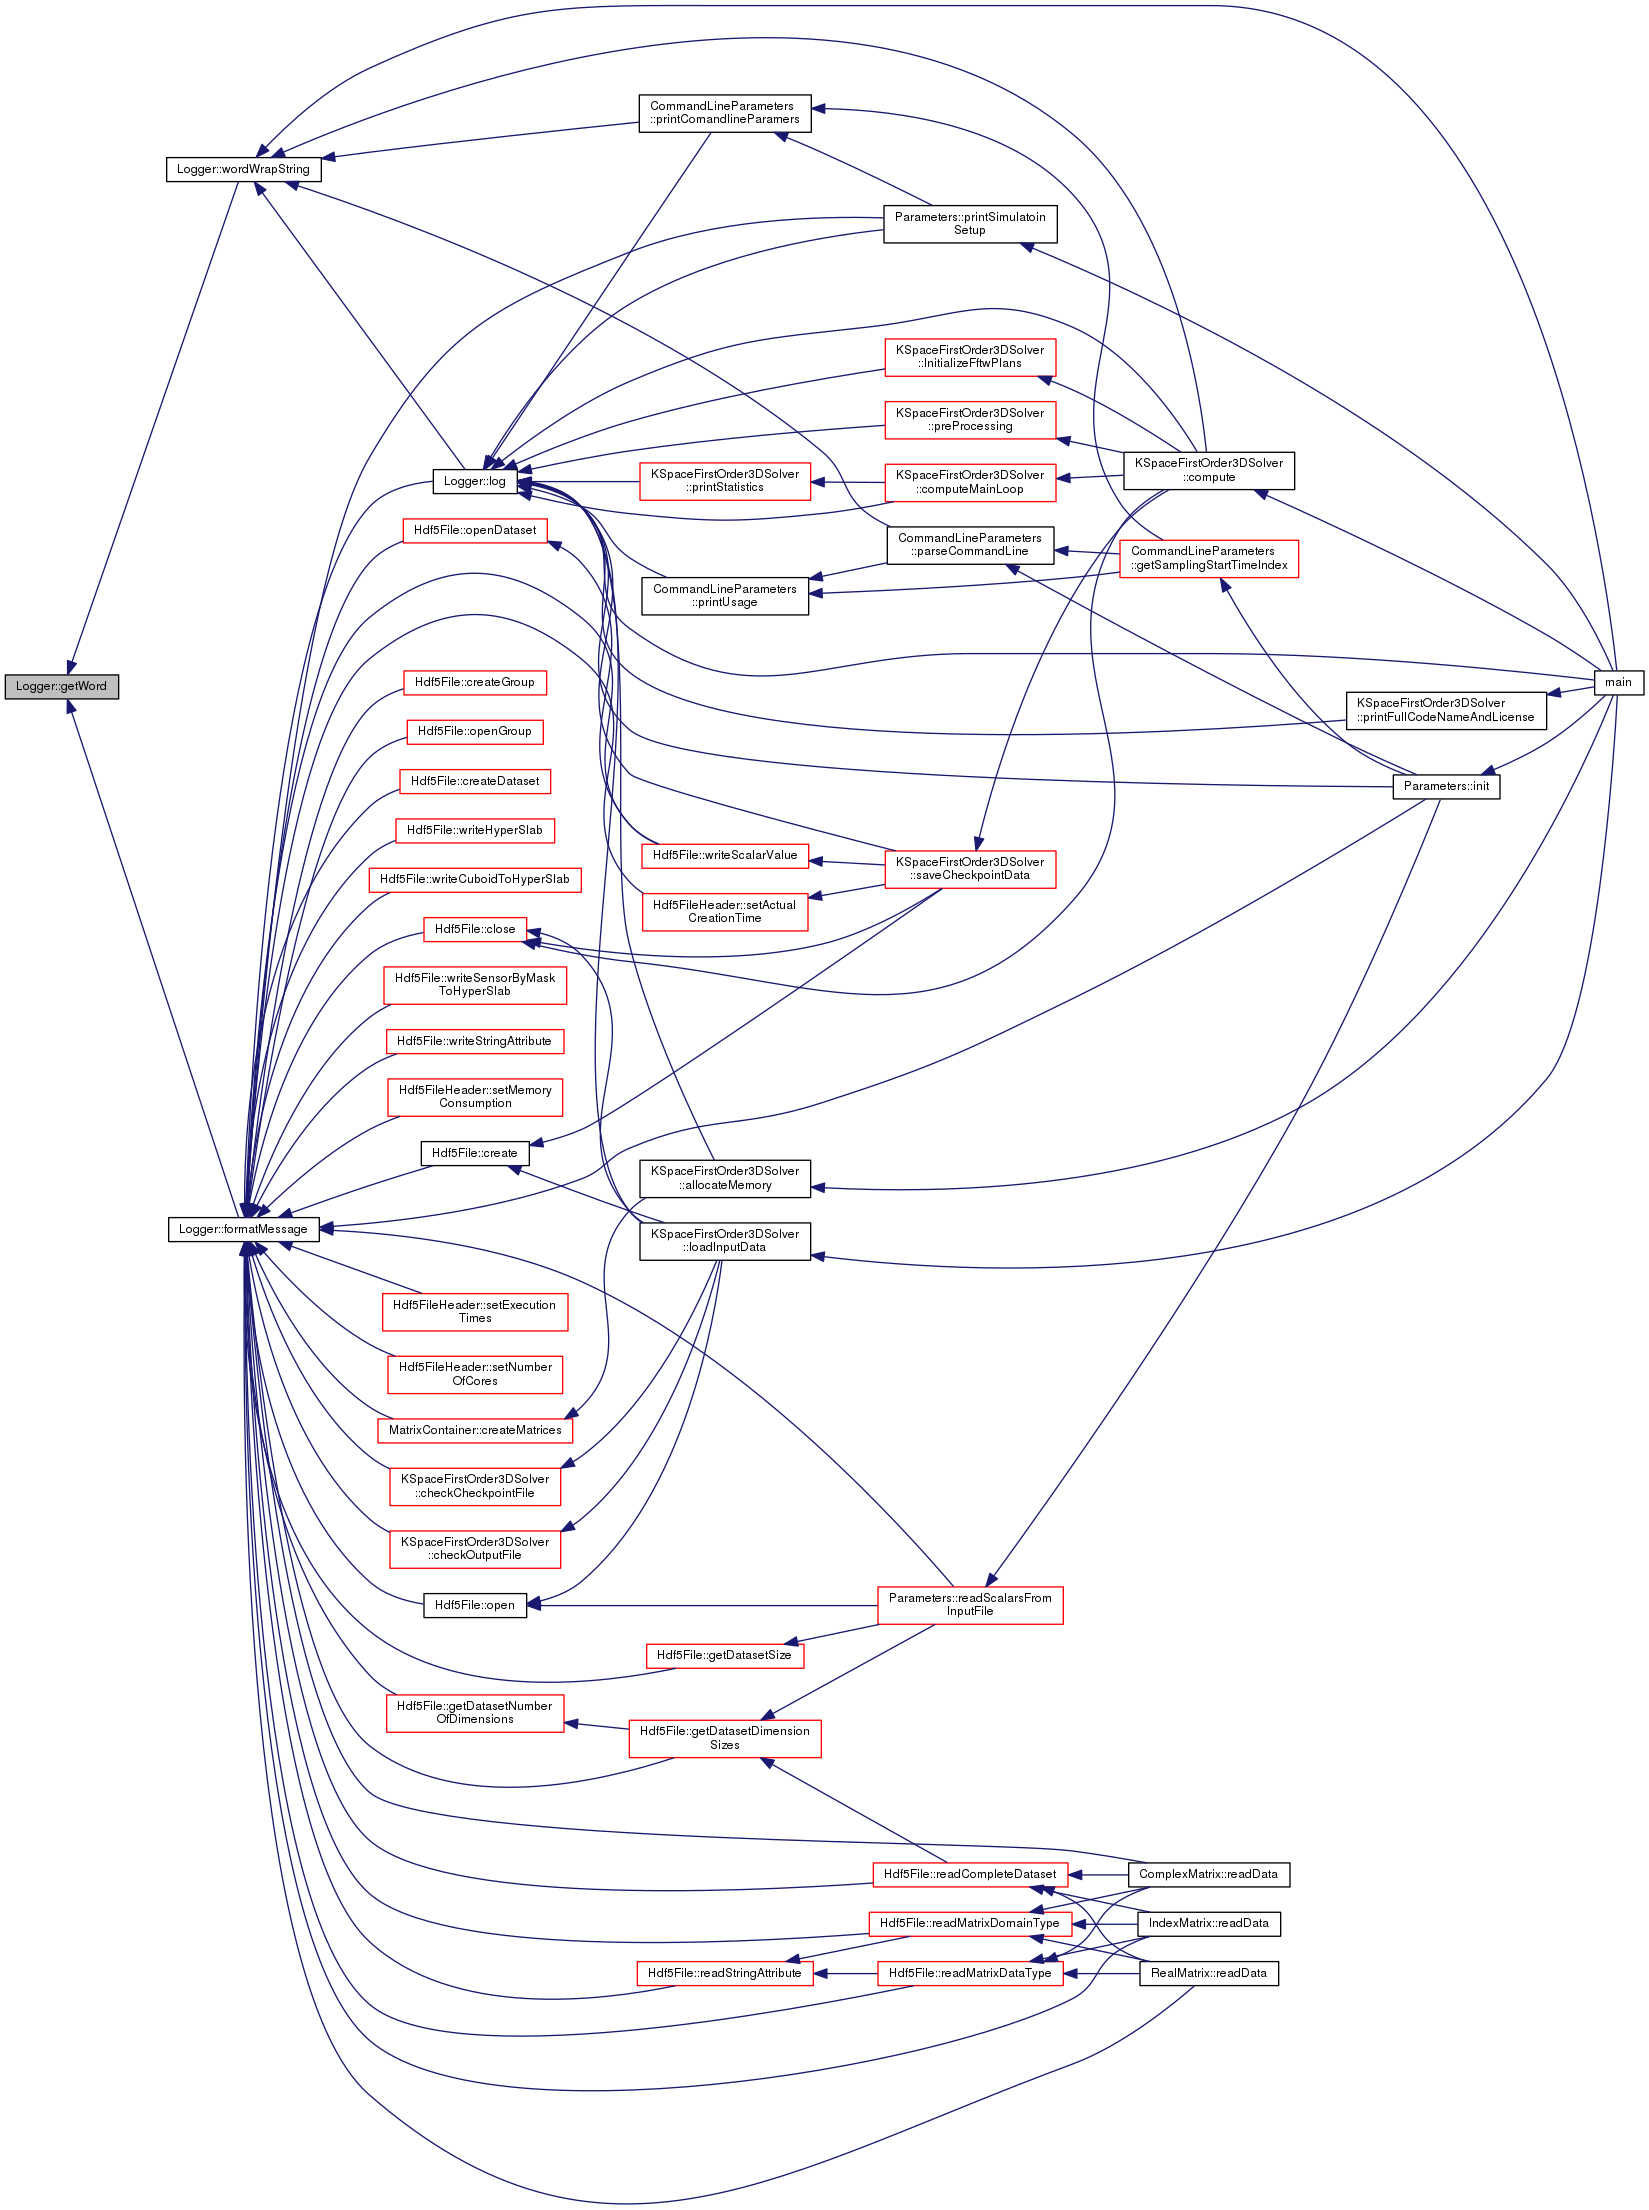 CommandLineParameters
::printComandlineParamers
Logger::wordWrapString
Parameters::printSimulatoin
Setup
KSpaceFirstOrder3DSolver
::InitializeFftwPlans
KSpaceFirstOrder3DSolver
::preProcessing
KSpaceFirstOrder3DSolver
::compute
Logger::log
KSpaceFirstOrder3DSolver
::printStatistics
KSpaceFirstOrder3DSolver
::computeMainLoop
Hdf5File::openDataset
CommandLineParameters
::parseCommandLine
CommandLineParameters
::getSamplingStartTimeIndex
CommandLineParameters
::printUsage
Logger::getWord
Hdf5File::createGroup
main
KSpaceFirstOrder3DSolver
::printFullCodeNameAndLicense
Hdf5File::openGroup
Hdf5File::createDataset
Parameters::init
Hdf5File::writeHyperSlab
Hdf5File::writeScalarValue
KSpaceFirstOrder3DSolver
::saveCheckpointData
Hdf5File::writeCuboidToHyperSlab
Hdf5FileHeader::setActual
CreationTime
Hdf5File::close
Hdf5File::writeSensorByMask
ToHyperSlab
Hdf5File::writeStringAttribute
Hdf5FileHeader::setMemory
Consumption
Hdf5File::create
KSpaceFirstOrder3DSolver
::allocateMemory
Logger::formatMessage
KSpaceFirstOrder3DSolver
::loadInputData
Hdf5FileHeader::setExecution
Times
Hdf5FileHeader::setNumber
OfCores
MatrixContainer::createMatrices
KSpaceFirstOrder3DSolver
::checkCheckpointFile
KSpaceFirstOrder3DSolver
::checkOutputFile
Hdf5File::open
Parameters::readScalarsFrom
InputFile
Hdf5File::getDatasetSize
Hdf5File::getDatasetNumber
OfDimensions
Hdf5File::getDatasetDimension
Sizes
Hdf5File::readCompleteDataset
ComplexMatrix::readData
Hdf5File::readMatrixDomainType
IndexMatrix::readData
Hdf5File::readStringAttribute
Hdf5File::readMatrixDataType
RealMatrix::readData